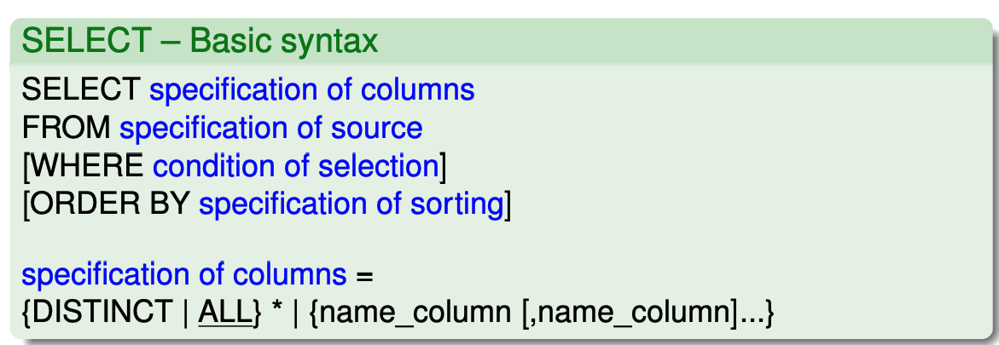 SELECT – Basic syntax
SELECT specification of columns
FROM specification of source
[WHERE condition of selection]
[ORDER BY specification of sorting]
specification of columns =
{DISTINCT | ALL} * | {name_column [,name_column]...}